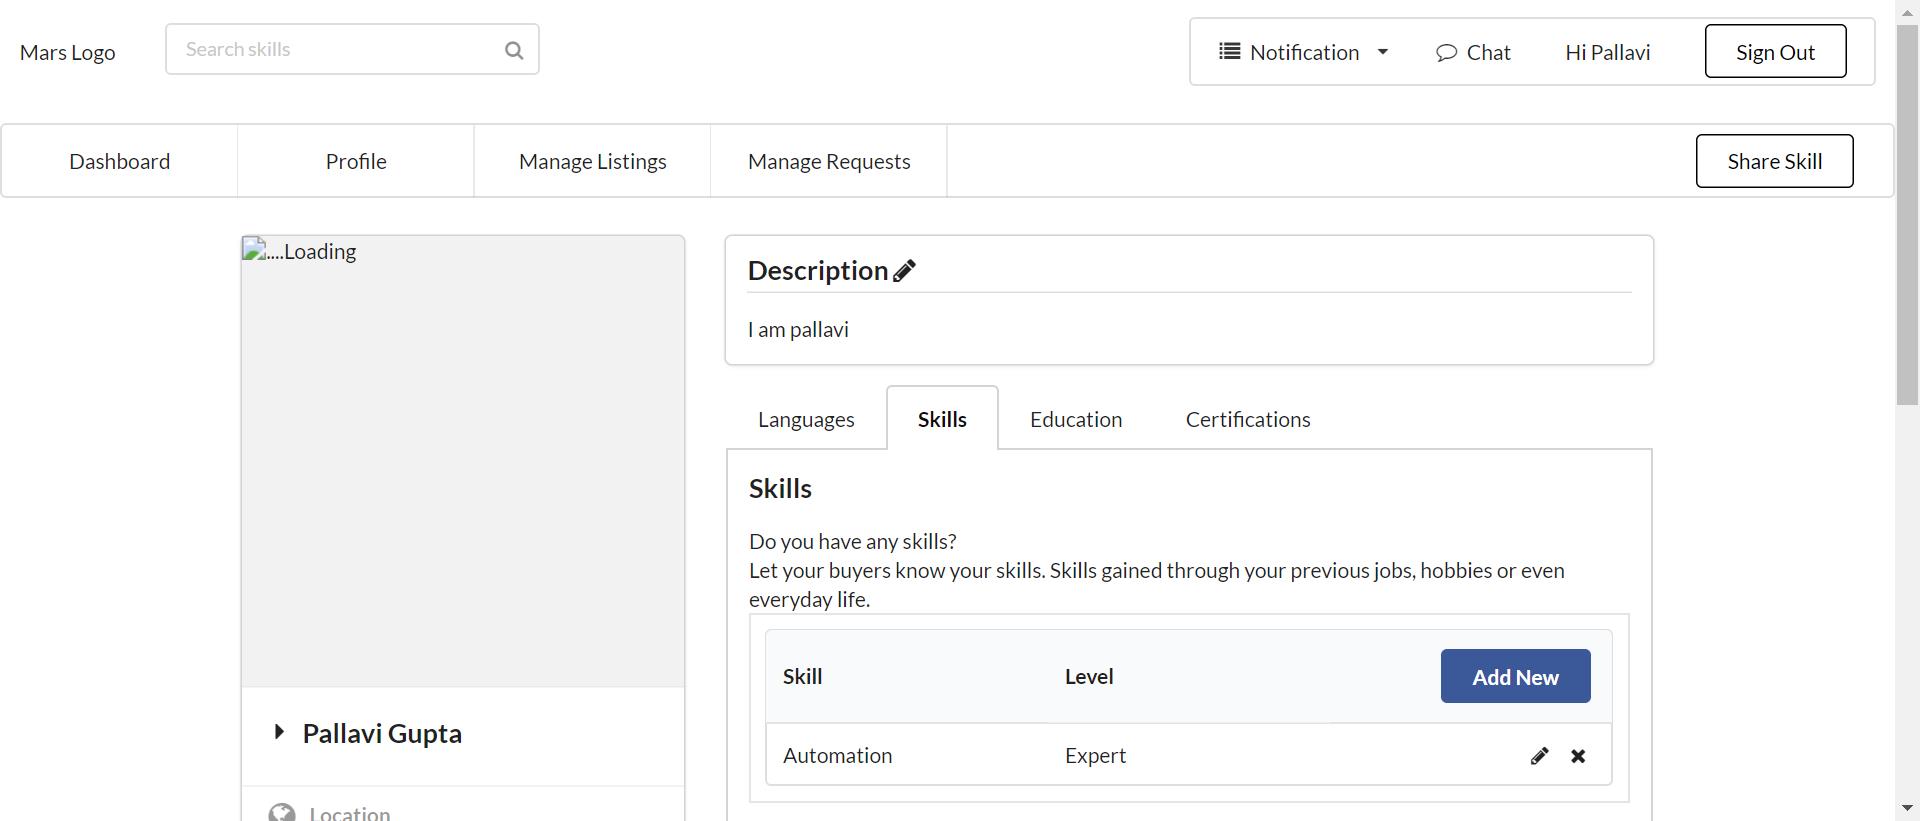 Mars Logo
Search skills
Notification
Chat
Hi Pallavi
Sign Out
Dashboard
Profile
Manage Listings
Manage Requests
Share Skill
....Loading
Pallavi Gupta
Location
Description
I am pallavi
Languages
Skills
Education
Certifications
Skills
Do you have any skills?
Let your buyers know your skills. Skills gained through your previous jobs, hobbies or even
everyday life.
Skill
Level
Add New
Automation
Expert